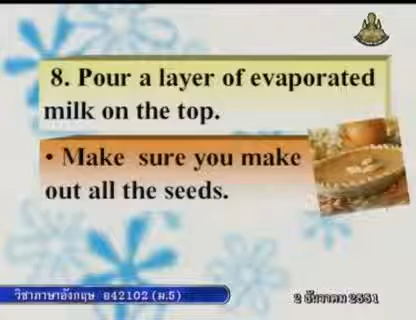 8. Pour a layer of evaporated
milk on the top.
• Make sure you make
out all the seeds.
วิชาภาษาอังกฤษ อ42102 (ม.5)
2 ธันวาคม 2551